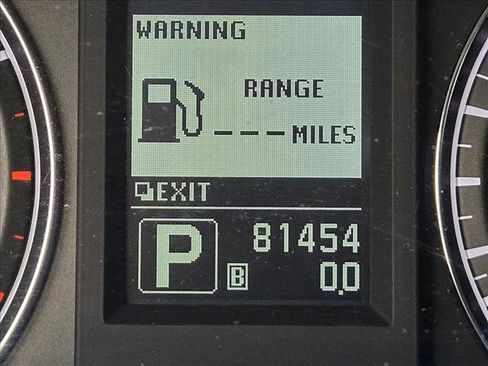 WARNING
RANGE
--- MILES
EXIT
P
81454
B 0.0